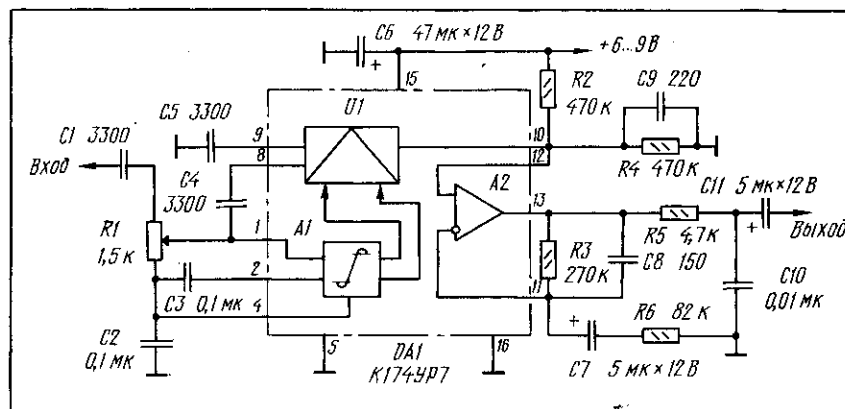 C6 47 мк×12 В
+6...9В
15
R2
470 к
C9 220
U1
C5 3300
C1 3300
9
8
10
12
R4 470 к
Вход
C4
3300
A2
C11 5 мк×12 В
13
R1
1,5 к
1
A1
R5 4,7 к
Выход
2
R3
270 к
C8 150
C10
0,01 мк
C3 0,1 мк
4
11
R6 82 к
C2
0,1 мк
5
16
DA1
К174УР7
C7 5 мк×12 В